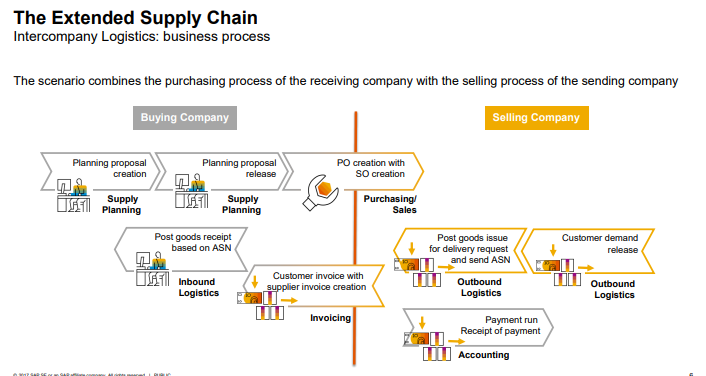 The Extended Supply Chain
Intercompany Logistics: business process
The scenario combines the purchasing process of the receiving company with the selling process of the sending company
Buying Company
Selling Company
Planning proposal
creation
Supply
Planning
Planning proposal
release
Supply
Planning
PO creation with
SO creation
Purchasing/
Sales
Post goods receipt
based on ASN
Inbound
Logistics
Customer invoice with
supplier invoice creation
Invoicing
Post goods issue
for delivery request
and send ASN
Outbound
Logistics
Customer demand
release
Outbound
Logistics
Payment run
Receipt of payment
Accounting
© 2017 SAP SE or an SAP affiliate company. All rights reserved. | PUBLIC
6